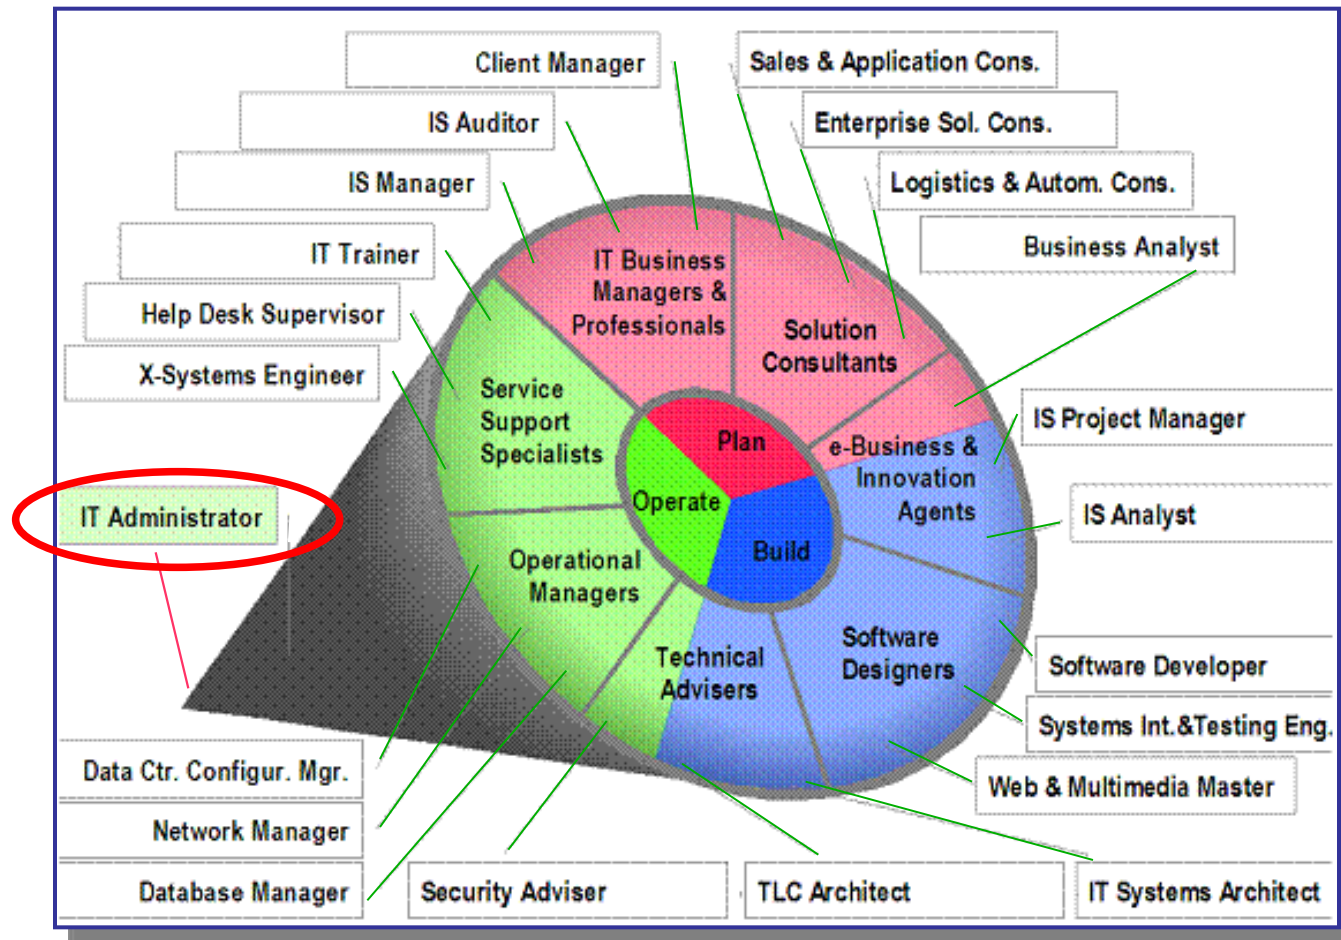 Client Manager
Sales & Application Cons.
IS Auditor
Enterprise Sol. Cons.
IS Manager
Logistics & Autom. Cons.
IT Trainer
Business Analyst
Help Desk Supervisor
X-Systems Engineer
IT Business
Managers &
Professionals
Solution
Consultants
Service
Support
Specialists
Plan
Operate
Build
e-Business &
Innovation
Agents
IS Project Manager
IS Analyst
IT Administrator
Operational
Managers
Technical
Advisers
Software
Designers
Software Developer
Systems Int.&Testing Eng.
Web & Multimedia Master
Data Ctr. Configur. Mgr.
Network Manager
Database Manager
Security Adviser
TLC Architect
IT Systems Architect